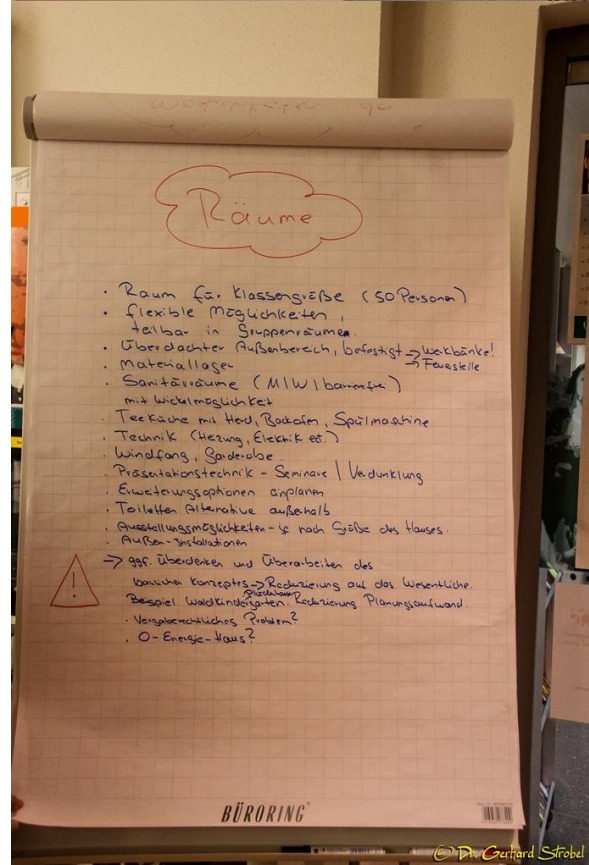 Räume
· Raum für Klassengröße (50 Personen)
· flexible Möglichkeiten,
teilbar in Gruppenräumen.
· Überdachter Außenbereich, befestigt → Werkbänke!
→ Feuerstelle
· Materiallager
· Sanitärräume (M/W/barrierefrei)
mit Wickelmöglichkeit
· Teeküche mit Herd, Backofen, Spülmaschine
· Technik (Heizung, Elektrik etc.)
· Windfang, Garderobe.
· Präsentationstechnik - Seminare / Verdunklung
· Erweiterungsoptionen einplanen
· Toiletten Alternative außerhalb
· Ausstellungsmöglichkeiten - je nach Größe des Hauses.
· Außen-Installationen
→ ggf. Überdenken und Überarbeiten des
baulichen Konzeptes → Reduzierung auf das Wesentliche.
Beispiel Waldkindergarten. Reduzierung Planungsaufwand.
· Vergaberechtliches Problem?
· 0-Energie-Haus?
!
BÜRORING
© Dr. Gerhard Strobel